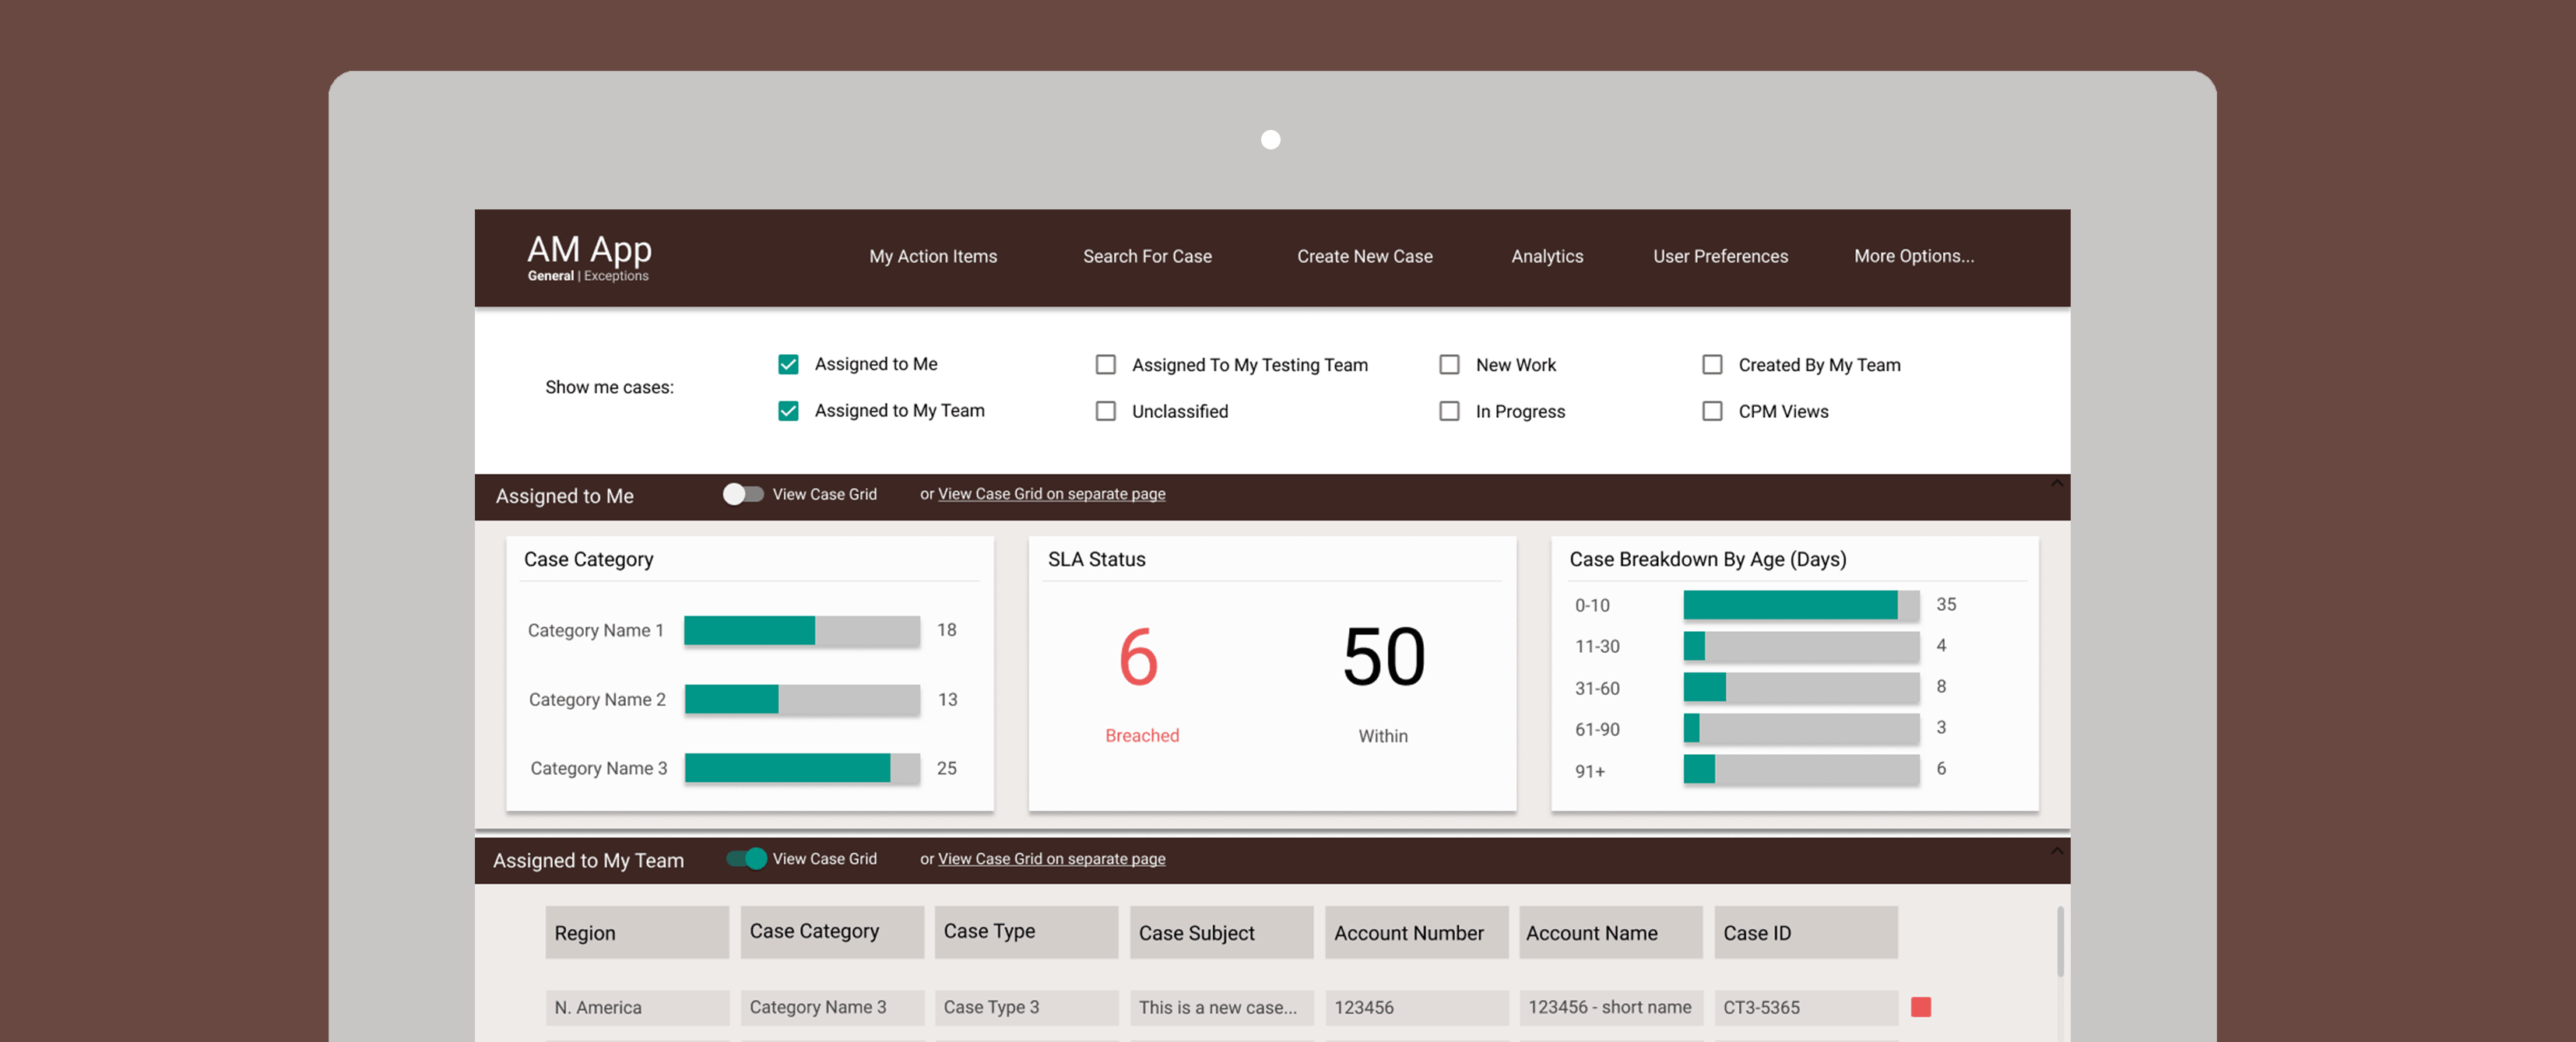 AM App
General | Exceptions
My Action Items
Search For Case
Create New Case
Analytics
User Preferences
More Options...
Show me cases:
Assigned to Me
Assigned To My Testing Team
New Work
Created By My Team
Assigned to My Team
Unclassified
In Progress
CPM Views
Assigned to Me
View Case Grid
or View Case Grid on separate page
Case Category
Category Name 1 18
Category Name 2 13
Category Name 3 25
SLA Status
6 50
Breached Within
Case Breakdown By Age (Days)
0-10 35
11-30 4
31-60 8
61-90 3
91+ 6
Assigned to My Team
View Case Grid
or View Case Grid on separate page
Region Case Category Case Type Case Subject Account Number Account Name Case ID
N. America Category Name 3 Case Type 3 This is a new case... 123456 123456 - short name CT3-5365